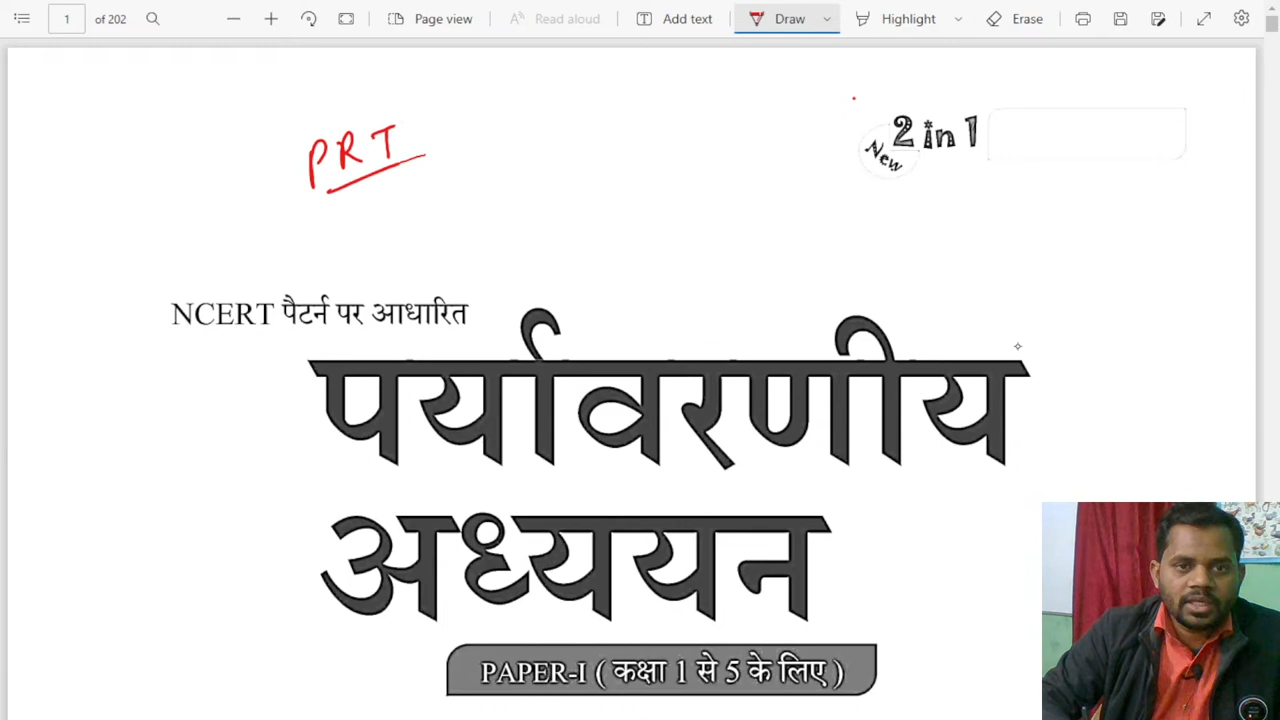 1 of 202 Page view Read aloud Add text Draw Highlight Erase
PRT
New 2 in 1
NCERT पैटर्न पर आधारित
पर्यावरणीय
अध्ययन
PAPER-I ( कक्षा 1 से 5 के लिए )